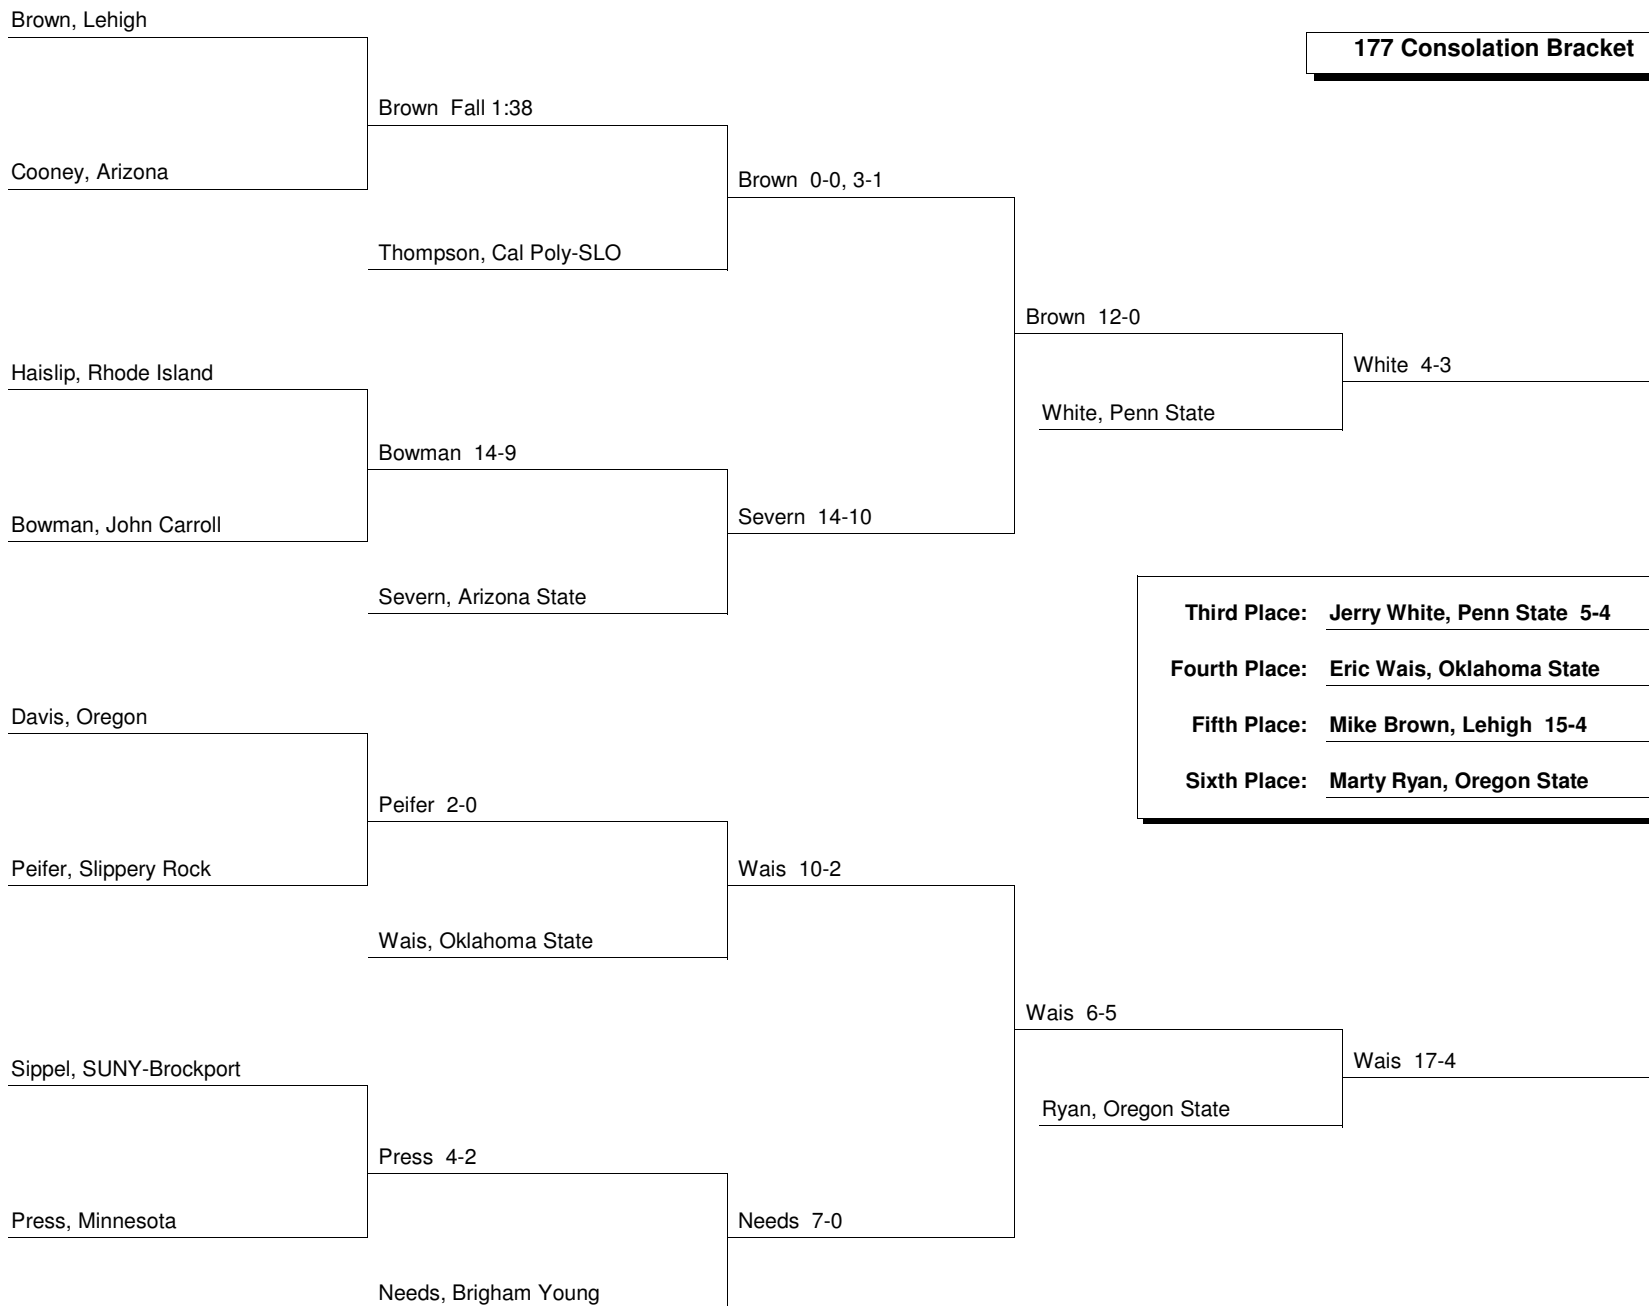 Brown, Lehigh
177 Consolation Bracket
Brown  Fall 1:38
Cooney, Arizona
Brown  0-0, 3-1
Thompson, Cal Poly-SLO
Brown  12-0
Haislip, Rhode Island
White  4-3
White, Penn State
Bowman  14-9
Bowman, John Carroll
Severn  14-10
Severn, Arizona State
Third Place: Jerry White, Penn State  5-4
Fourth Place: Eric Wais, Oklahoma State
Fifth Place: Mike Brown, Lehigh  15-4
Sixth Place: Marty Ryan, Oregon State
Davis, Oregon
Peifer  2-0
Peifer, Slippery Rock
Wais  10-2
Wais, Oklahoma State
Wais  6-5
Sippel, SUNY-Brockport
Wais  17-4
Ryan, Oregon State
Press  4-2
Press, Minnesota
Needs  7-0
Needs, Brigham Young